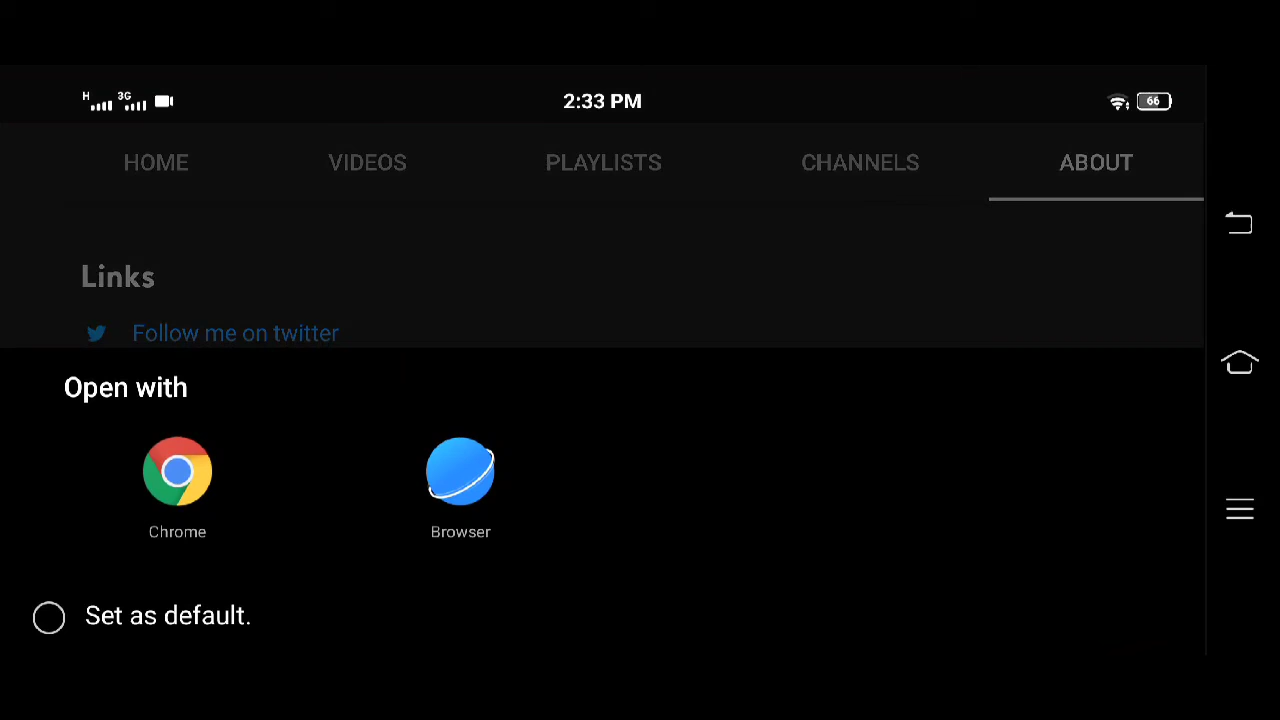 H 3G 2:33 PM 66
HOME VIDEOS PLAYLISTS CHANNELS ABOUT
Links
Follow me on twitter
Open with
Chrome Browser
Set as default.